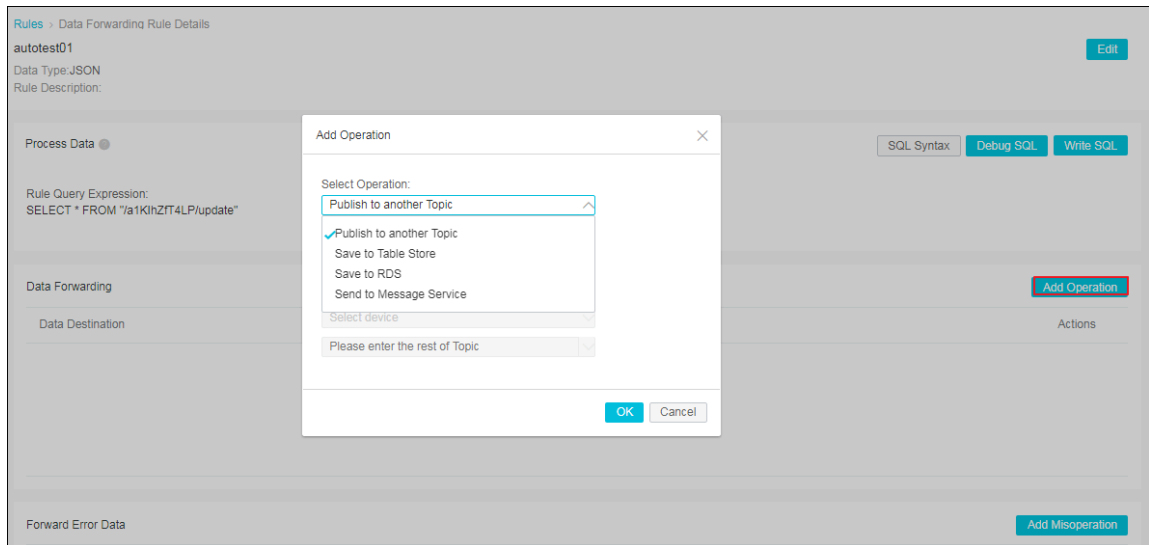 Rules > Data Forwarding Rule Details
autotest01
Edit
Data Type:JSON
Rule Description:
Process Data
SQL Syntax
Debug SQL
Write SQL
Rule Query Expression:
SELECT * FROM "/a1KlhZfT4LP/update"
Add Operation
Select Operation:
Publish to another Topic
Publish to another Topic
Save to Table Store
Save to RDS
Send to Message Service
Select device
Please enter the rest of Topic
OK
Cancel
Data Forwarding
Add Operation
Data Destination
Actions
Forward Error Data
Add Misoperation